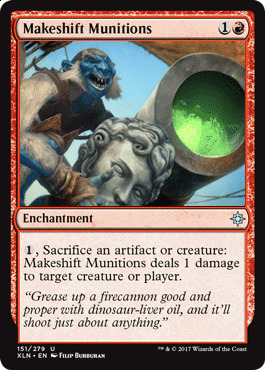 Makeshift Munitions 1
Enchantment
1, Sacrifice an artifact or creature:
Makeshift Munitions deals 1 damage
to target creature or player.
"Grease up a firecannon good and
proper with dinosaur-liver oil, and it'll
shoot just about anything."
151/279 U
XLN • EN Filip Burburan
™ & © 2017 Wizards of the Coast